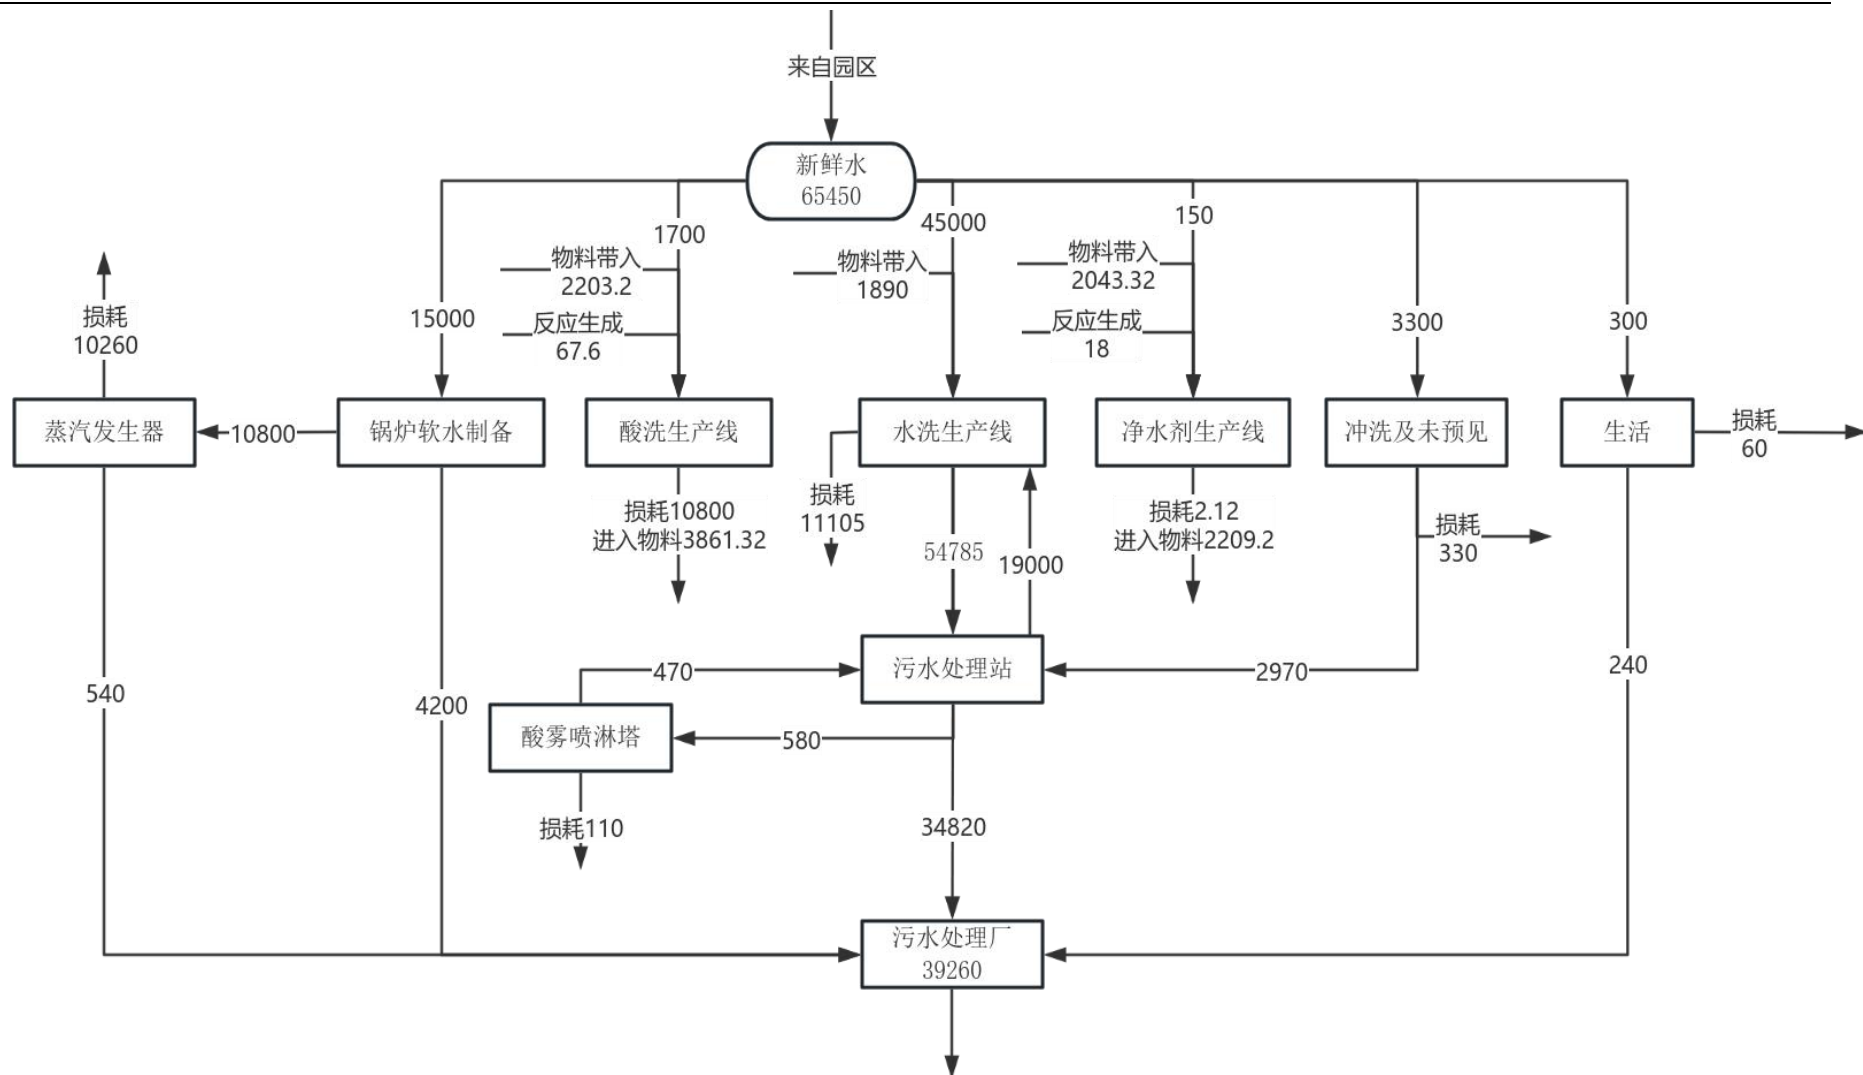 来自园区
新鲜水
65450
1700
45000
150
物料带入
2203.2
物料带入
1890
物料带入
2043.32
损耗
10260
15000
反应生成
67.6
反应生成
18
3300
300
蒸汽发生器
10800
锅炉软水制备
酸洗生产线
水洗生产线
净水剂生产线
冲洗及未预见
生活
损耗
60
损耗10800
进入物料3861.32
损耗
11105
54785
19000
损耗2.12
进入物料2209.2
损耗
330
470
污水处理站
2970
240
540
4200
酸雾喷淋塔
580
损耗110
34820
污水处理厂
39260